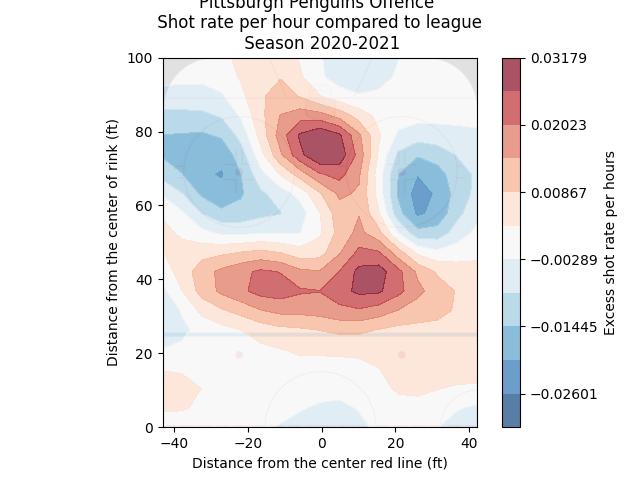 Pittsburgh Penguins Offence
Shot rate per hour compared to league
Season 2020-2021
100
80
60
40
20
0
Distance from the center of rink (ft)
−40
−20
0
20
40
Distance from the center red line (ft)
0.03179
0.02023
0.00867
−0.00289
−0.01445
−0.02601
Excess shot rate per hours